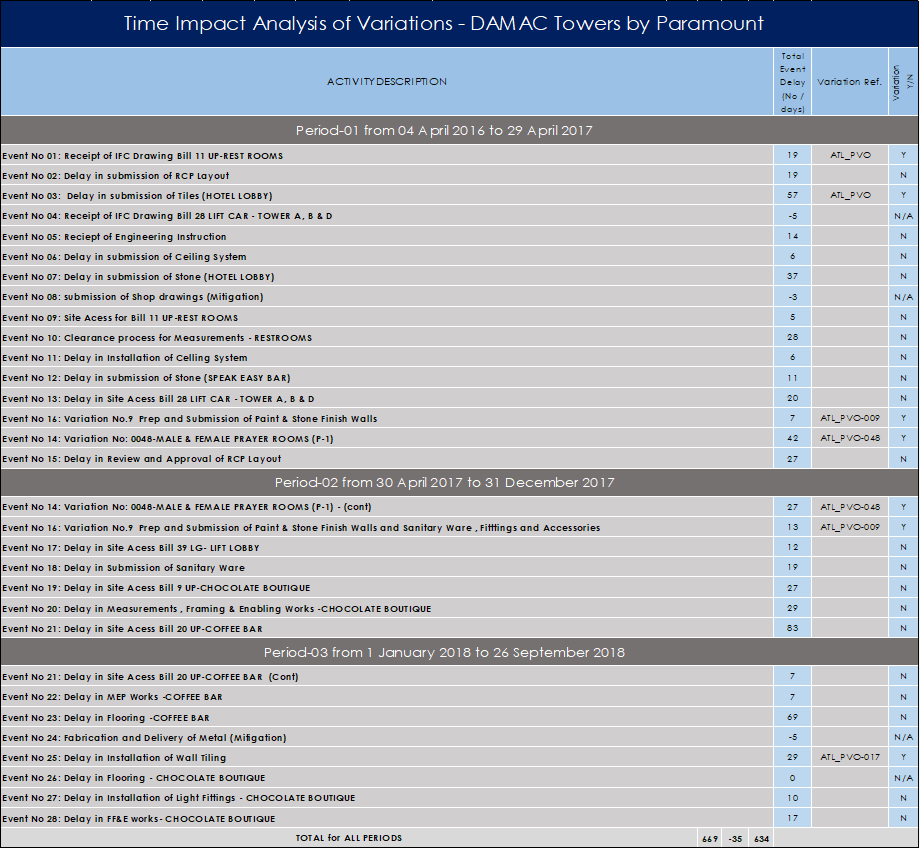 Time Impact Analysis of Variations - DAMAC Towers by Paramount
ACTIVITY DESCRIPTION Total Event Delay (No / days) Variation Ref. Variation Y/N
Period-01 from 04 April 2016 to 29 April 2017
Event No 01: Receipt of IFC Drawing Bill 11 UP-REST ROOMS 19 ATL_PVO Y
Event No 02: Delay in submission of RCP Layout 19 N
Event No 03: Delay in submission of Tiles (HOTEL LOBBY) 57 ATL_PVO Y
Event No 04: Receipt of IFC Drawing Bill 28 LIFT CAR - TOWER A, B & D -5 N/A
Event No 05: Reciept of Engineering Instruction 14 N
Event No 06: Delay in submission of Ceiling System 6 N
Event No 07: Delay in submission of Stone (HOTEL LOBBY) 37 N
Event No 08: submission of Shop drawings (Mitigation) -3 N/A
Event No 09: Site Acess for Bill 11 UP-REST ROOMS 5 N
Event No 10: Clearance process for Measurements - RESTROOMS 28 N
Event No 11: Delay in Installation of Celling System 6 N
Event No 12: Delay in submission of Stone (SPEAK EASY BAR) 11 N
Event No 13: Delay in Site Acess Bill 28 LIFT CAR - TOWER A, B & D 20 N
Event No 16: Variation No.9 Prep and Submission of Paint & Stone Finish Walls 7 ATL_PVO-009 Y
Event No 14: Variation No: 0048-MALE & FEMALE PRAYER ROOMS (P-1) 42 ATL_PVO-048 Y
Event No 15: Delay in Review and Approval of RCP Layout 27 N
Period-02 from 30 April 2017 to 31 December 2017
Event No 14: Variation No: 0048-MALE & FEMALE PRAYER ROOMS (P-1) - (cont) 27 ATL_PVO-048 Y
Event No 16: Variation No.9 Prep and Submission of Paint & Stone Finish Walls and Sanitary Ware , Fitttings and Accessories 13 ATL_PVO-009 Y
Event No 17: Delay in Site Acess Bill 39 LG- LIFT LOBBY 12 N
Event No 18: Delay in Submission of Sanitary Ware 19 N
Event No 19: Delay in Site Acess Bill 9 UP-CHOCOLATE BOUTIQUE 27 N
Event No 20: Delay in Measurements , Framing & Enabling Works -CHOCOLATE BOUTIQUE 29 N
Event No 21: Delay in Site Acess Bill 20 UP-COFFEE BAR 83 N
Period-03 from 1 January 2018 to 26 September 2018
Event No 21: Delay in Site Acess Bill 20 UP-COFFEE BAR (Cont) 7 N
Event No 22: Delay in MEP Works -COFFEE BAR 7 N
Event No 23: Delay in Flooring -COFFEE BAR 69 N
Event No 24: Fabrication and Delivery of Metal (Mitigation) -5 N/A
Event No 25: Delay in Installation of Wall Tiling 29 ATL_PVO-017 Y
Event No 26: Delay in Flooring - CHOCOLATE BOUTIQUE 0 N/A
Event No 27: Delay in Installation of Light Fittings - CHOCOLATE BOUTIQUE 10 N
Event No 28: Delay in FF&E works- CHOCOLATE BOUTIQUE 17 N
TOTAL for ALL PERIODS 669 -35 634